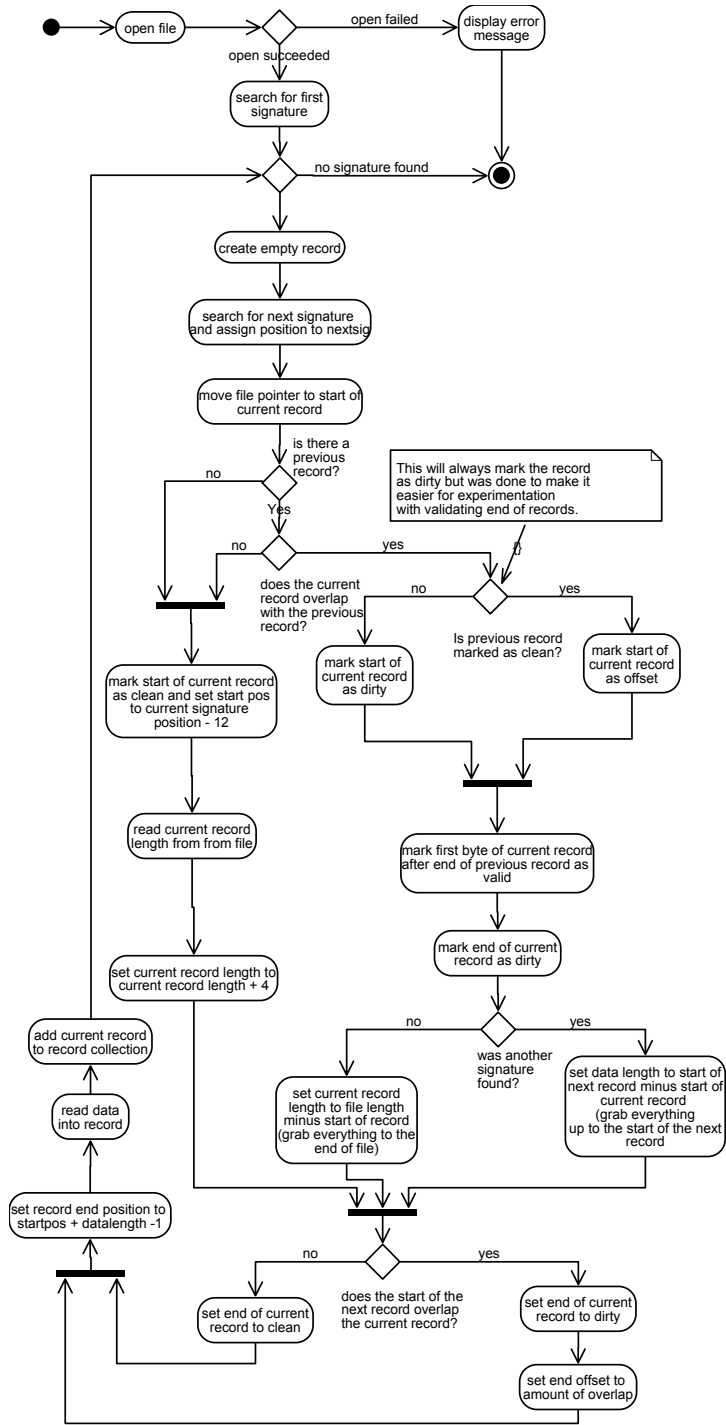 open file
open failed
display error
message
open succeeded
search for first
signature
no signature found
create empty record
search for next signature
and assign position to nextsig
move file pointer to start of
current record
is there a
previous
record?
no
Yes
This will always mark the record
as dirty but was done to make it
easier for experimentation
with validating end of records.
{}
no
yes
does the current
record overlap
with the previous
record?
no
yes
Is previous record
marked as clean?
mark start of
current record
as dirty
mark start of
current record
as offset
mark start of current record
as clean and set start pos
to current signature
position - 12
read current record
length from from file
mark first byte of current record
after end of previous record as
valid
mark end of current
record as dirty
set current record length to
current record length + 4
no
yes
was another
signature
found?
add current record
to record collection
set current record
length to file length
minus start of record
(grab everything to the
end of file)
set data length to start of
next record minus start of
current record
(grab everything
up to the start of the next
record
read data
into record
set record end position to
startpos + datalength -1
no
yes
does the start of the
next record overlap
the current record?
set end of current
record to clean
set end of current
record to dirty
set end offset to
amount of overlap